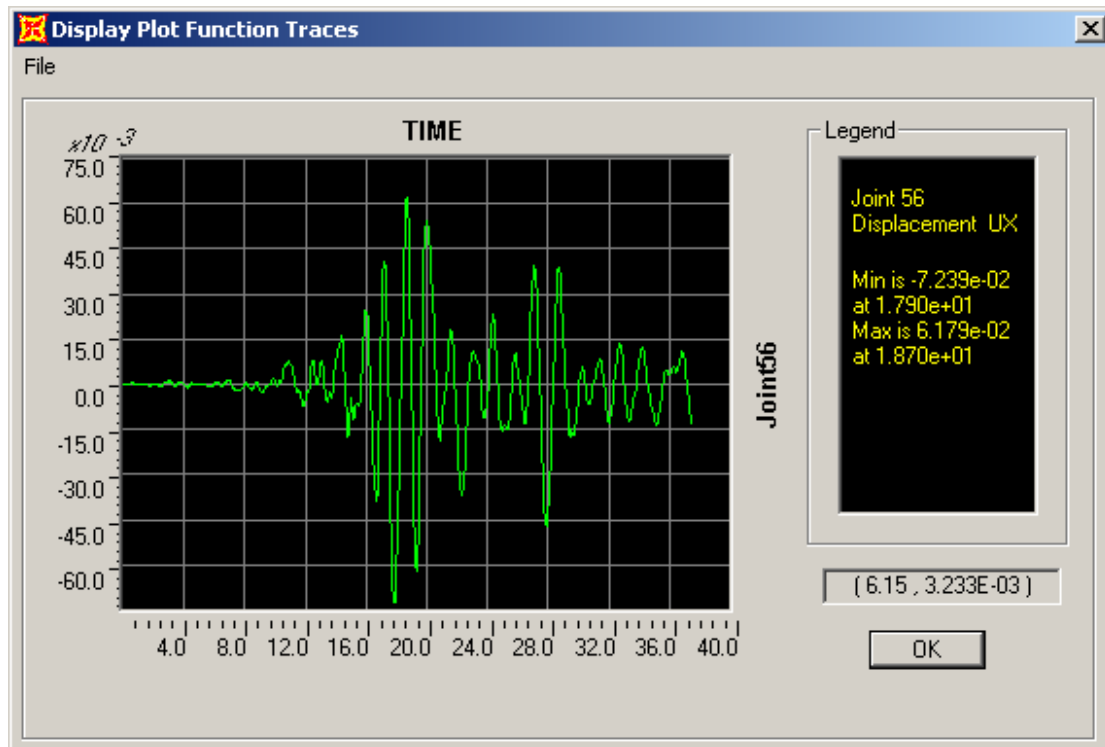 Display Plot Function Traces
File
x10 -3
TIME
75.0
60.0
45.0
30.0
15.0
0.0
-15.0
-30.0
-45.0
-60.0
4.0 8.0 12.0 16.0 20.0 24.0 28.0 32.0 36.0 40.0
Joint56
Legend
Joint 56
Displacement UX
Min is -7.239e-02
at 1.790e+01
Max is 6.179e-02
at 1.870e+01
( 6.15 , 3.233E-03 )
OK